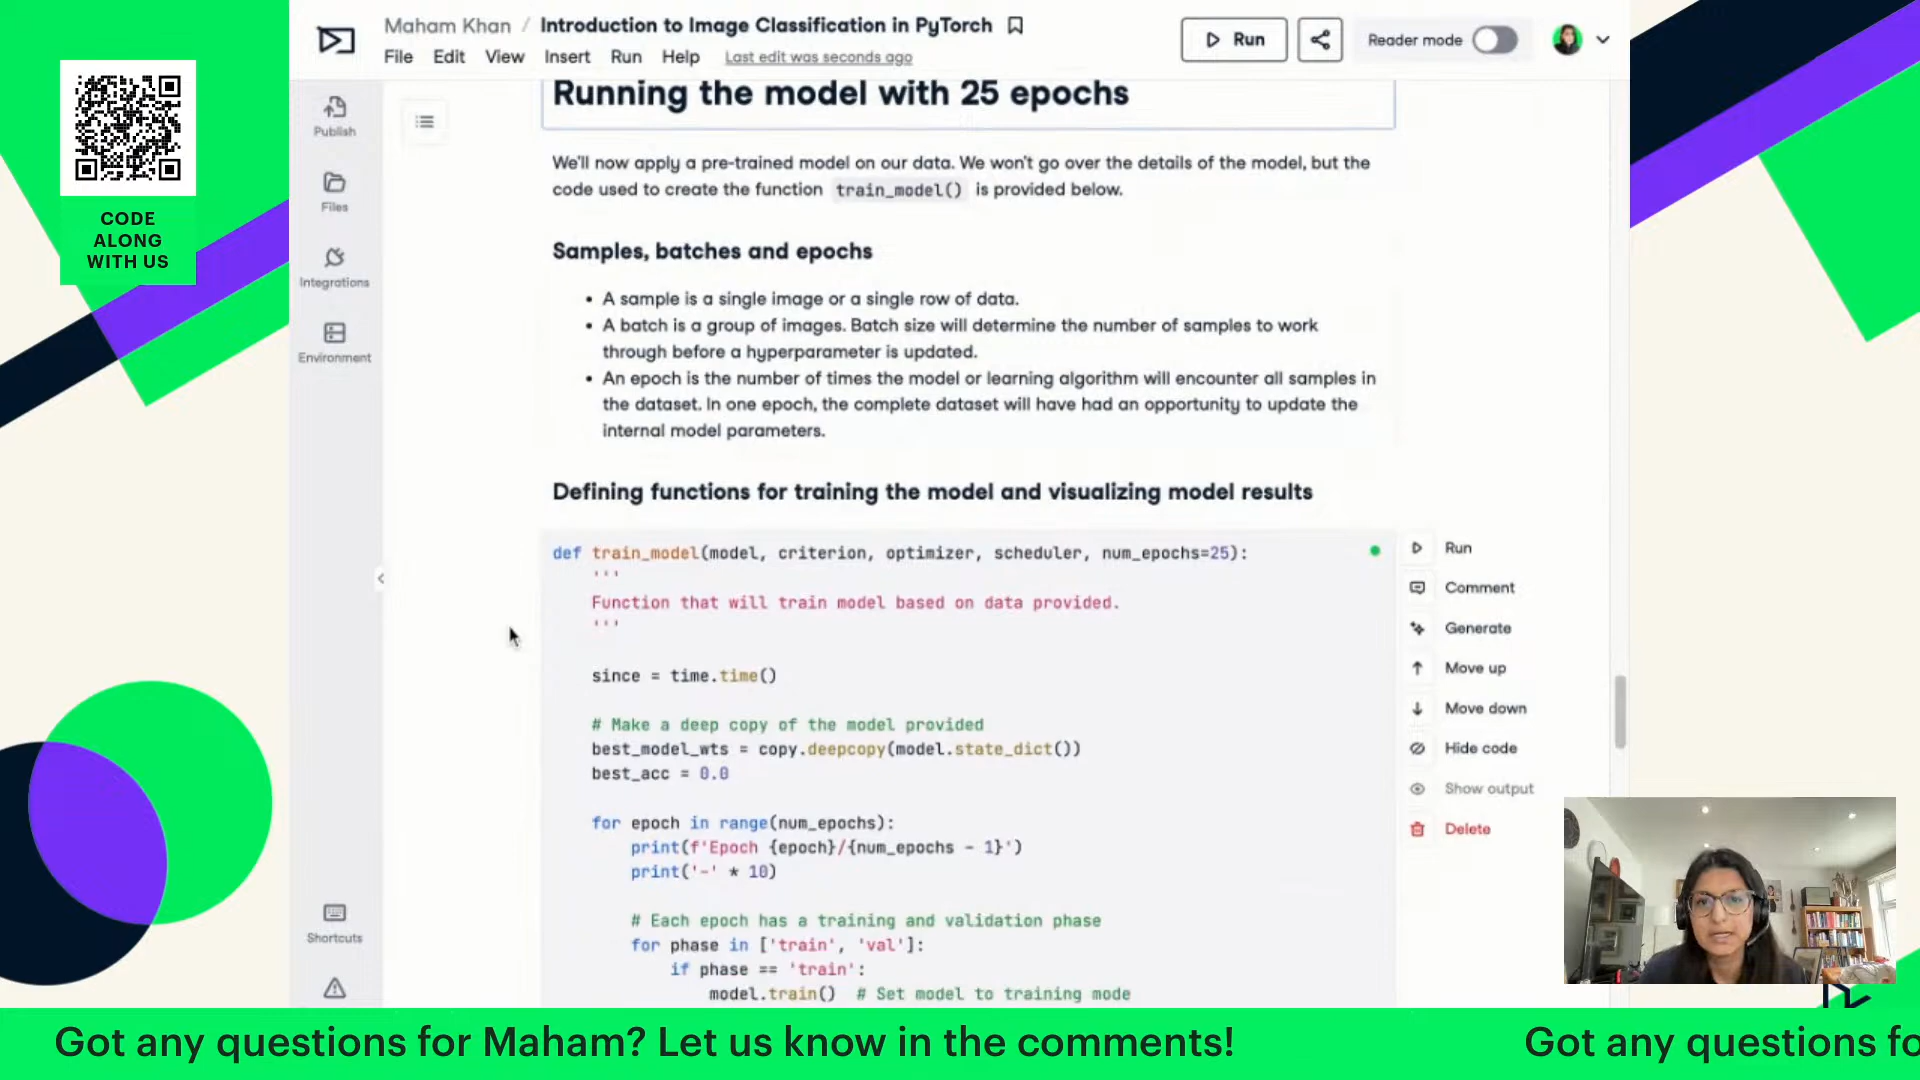 CODE
ALONG
WITH US
Maham Khan / Introduction to Image Classification in PyTorch
File Edit View Insert Run Help Last edit was seconds ago
Run
Reader mode
Publish
Files
Integrations
Environment
Shortcuts
Running the model with 25 epochs
We'll now apply a pre-trained model on our data. We won't go over the details of the model, but the
code used to create the function train_model() is provided below.
Samples, batches and epochs
• A sample is a single image or a single row of data.
• A batch is a group of images. Batch size will determine the number of samples to work
through before a hyperparameter is updated.
• An epoch is the number of times the model or learning algorithm will encounter all samples in
the dataset. In one epoch, the complete dataset will have had an opportunity to update the
internal model parameters.
Defining functions for training the model and visualizing model results
def train_model(model, criterion, optimizer, scheduler, num_epochs=25):
'''
Function that will train model based on data provided.
'''
since = time.time()
# Make a deep copy of the model provided
best_model_wts = copy.deepcopy(model.state_dict())
best_acc = 0.0
for epoch in range(num_epochs):
print(f'Epoch {epoch}/{num_epochs - 1}')
print('-' * 10)
# Each epoch has a training and validation phase
for phase in ['train', 'val']:
if phase == 'train':
model.train() # Set model to training mode
Run
Comment
Generate
Move up
Move down
Hide code
Show output
Delete
Got any questions for Maham? Let us know in the comments!
Got any questions fo